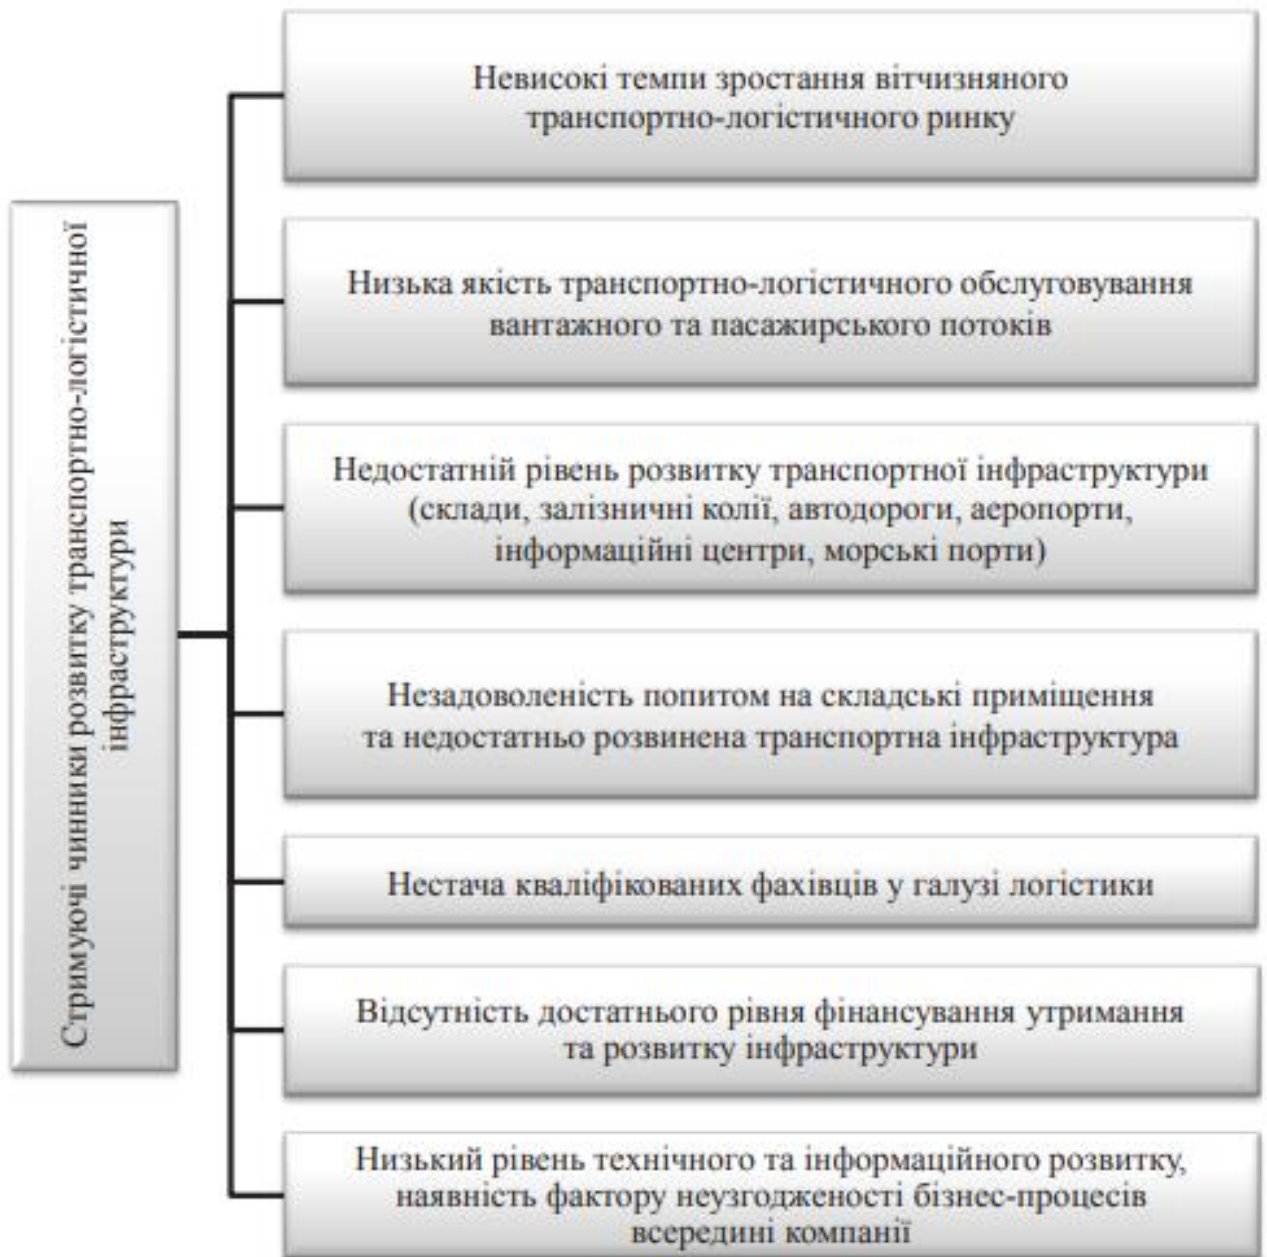 Стримуючі чинники розвитку транспортно-логістичної
інфраструктури
Невисокі темпи зростання вітчизняного
транспортно-логістичного ринку
Низька якість транспортно-логістичного обслуговування
вантажного та пасажирського потоків
Недостатній рівень розвитку транспортної інфраструктури
(склади, залізничні колії, автодороги, аеропорти,
інформаційні центри, морські порти)
Незадоволеність попитом на складські приміщення
та недостатньо розвинена транспортна інфраструктура
Нестача кваліфікованих фахівців у галузі логістики
Відсутність достатнього рівня фінансування утримання
та розвитку інфраструктури
Низький рівень технічного та інформаційного розвитку,
наявність фактору неузгодженості бізнес-процесів
всередині компанії